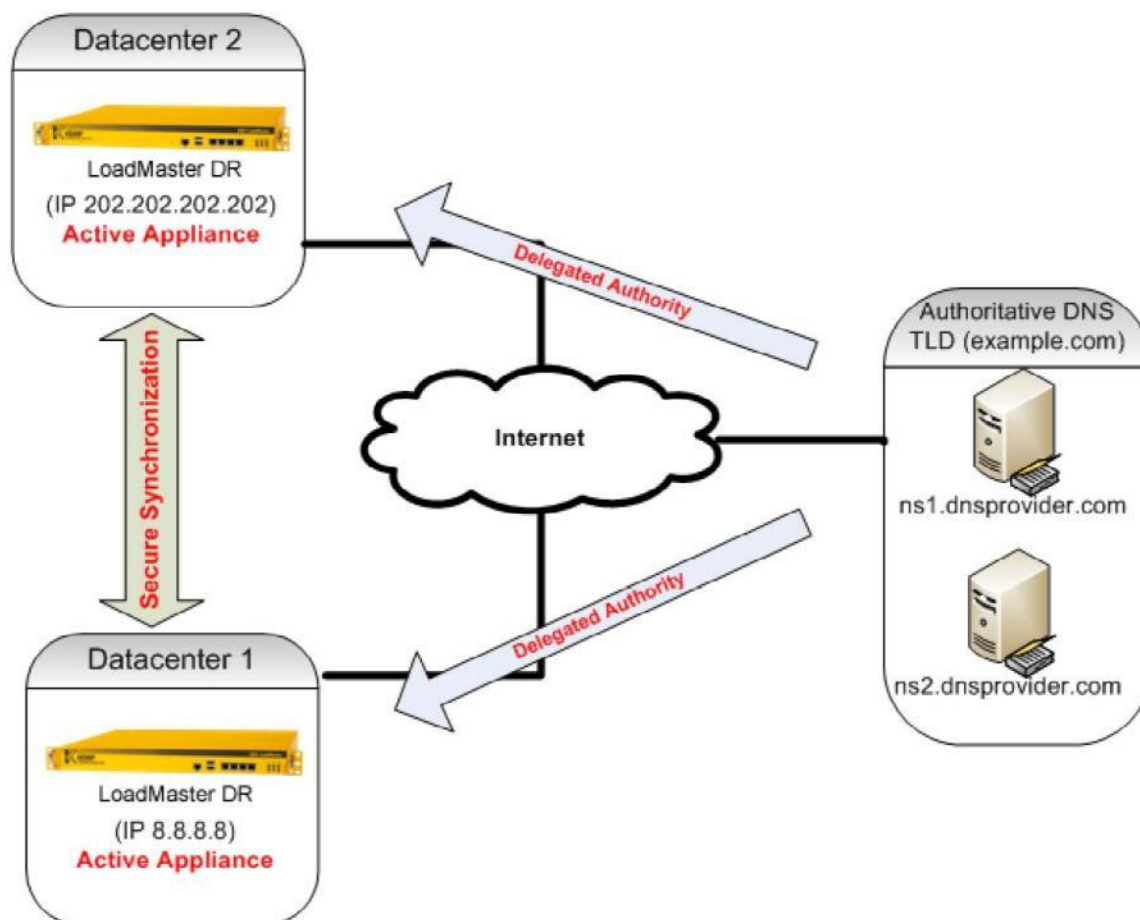 Datacenter 2
LoadMaster DR
(IP 202.202.202.202)
Active Appliance
Delegated Authority
Authoritative DNS
TLD (example.com)
Secure Synchronization
Internet
ns1.dnsprovider.com
Delegated Authority
Datacenter 1
ns2.dnsprovider.com
LoadMaster DR
(IP 8.8.8.8)
Active Appliance